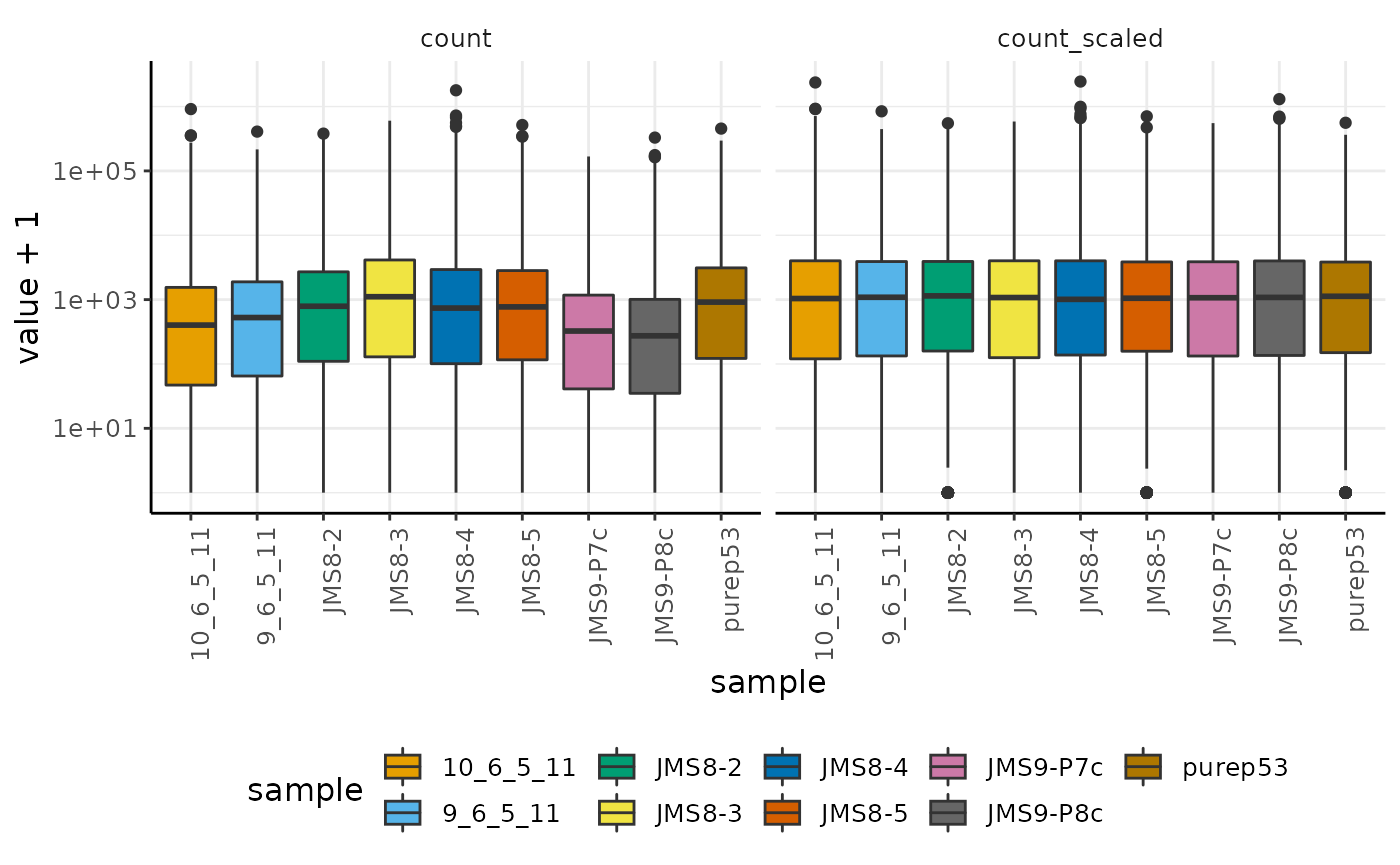 count count_scaled
value + 1
1e+05
1e+03
1e+01
10_6_5_11 9_6_5_11 JMS8-2 JMS8-3 JMS8-4 JMS8-5 JMS9-P7c JMS9-P8c purep53 10_6_5_11 9_6_5_11 JMS8-2 JMS8-3 JMS8-4 JMS8-5 JMS9-P7c JMS9-P8c purep53
sample
sample
10_6_5_11 JMS8-2 JMS8-4 JMS9-P7c purep53
9_6_5_11 JMS8-3 JMS8-5 JMS9-P8c